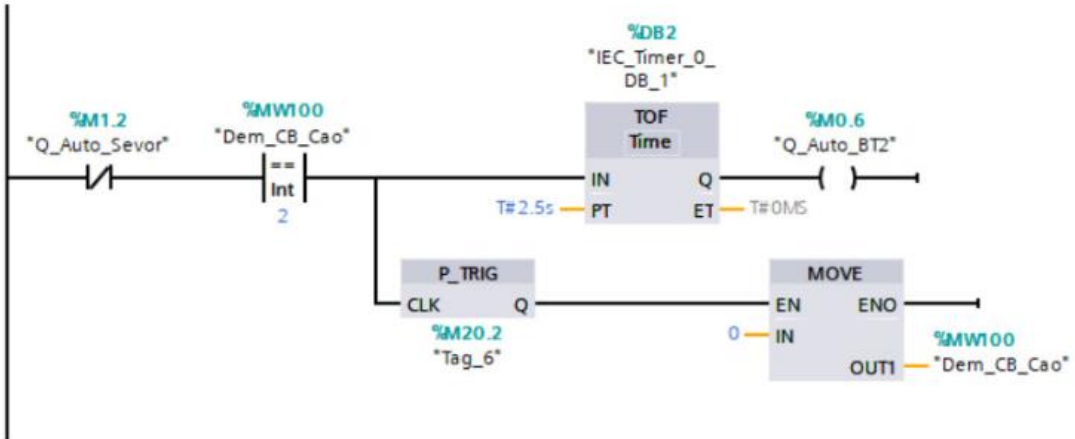 %DB2
"IEC_Timer_0_
DB_1"
TOF
Time
IN Q
T#2.5s PT ET T#0MS
%M1.2
"Q_Auto_Sevor"
%MW100
"Dem_CB_Cao"
==
Int
2
%M0.6
"Q_Auto_BT2"
P_TRIG
CLK Q
%M20.2
"Tag_6"
MOVE
EN ENO
0 IN
OUT1
%MW100
"Dem_CB_Cao"